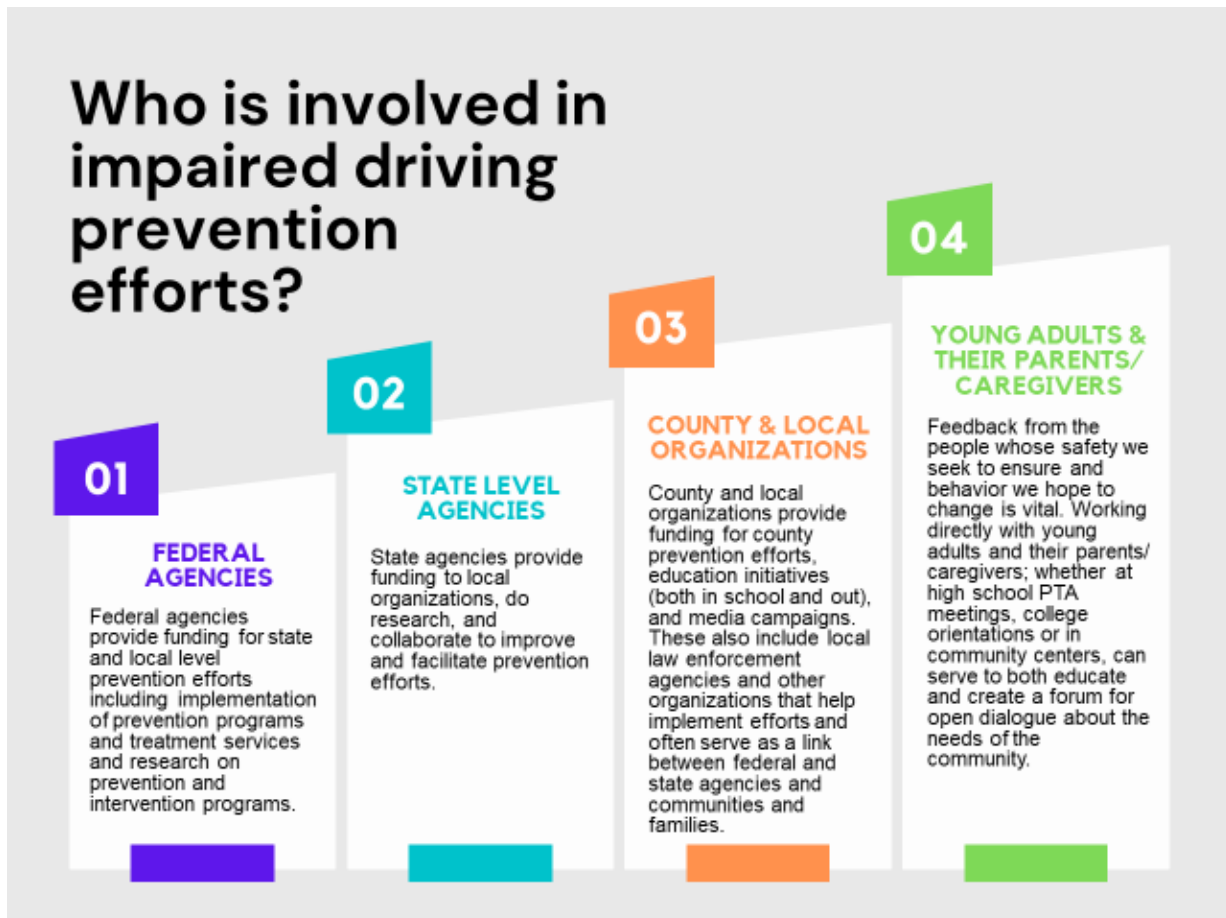 Who is involved in
impaired driving
prevention
efforts?
01
FEDERAL
AGENCIES
Federal agencies
provide funding for state
and local level
prevention efforts
including implementation
of prevention programs
and treatment services
and research on
prevention and
intervention programs.
02
STATE LEVEL
AGENCIES
State agencies provide
funding to local
organizations, do
research, and
collaborate to improve
and facilitate prevention
efforts.
03
COUNTY & LOCAL
ORGANIZATIONS
County and local
organizations provide
funding for county
prevention efforts,
education initiatives
(both in school and out),
and media campaigns.
These also include local
law enforcement
agencies and other
organizations that help
implement efforts and
often serve as a link
between federal and
state agencies and
communities and
families.
04
YOUNG ADULTS &
THEIR PARENTS/
CAREGIVERS
Feedback from the
people whose safety we
seek to ensure and
behavior we hope to
change is vital. Working
directly with young
adults and their parents/
caregivers; whether at
high school PTA
meetings, college
orientations or in
community centers, can
serve to both educate
and create a forum for
open dialogue about the
needs of the
community.